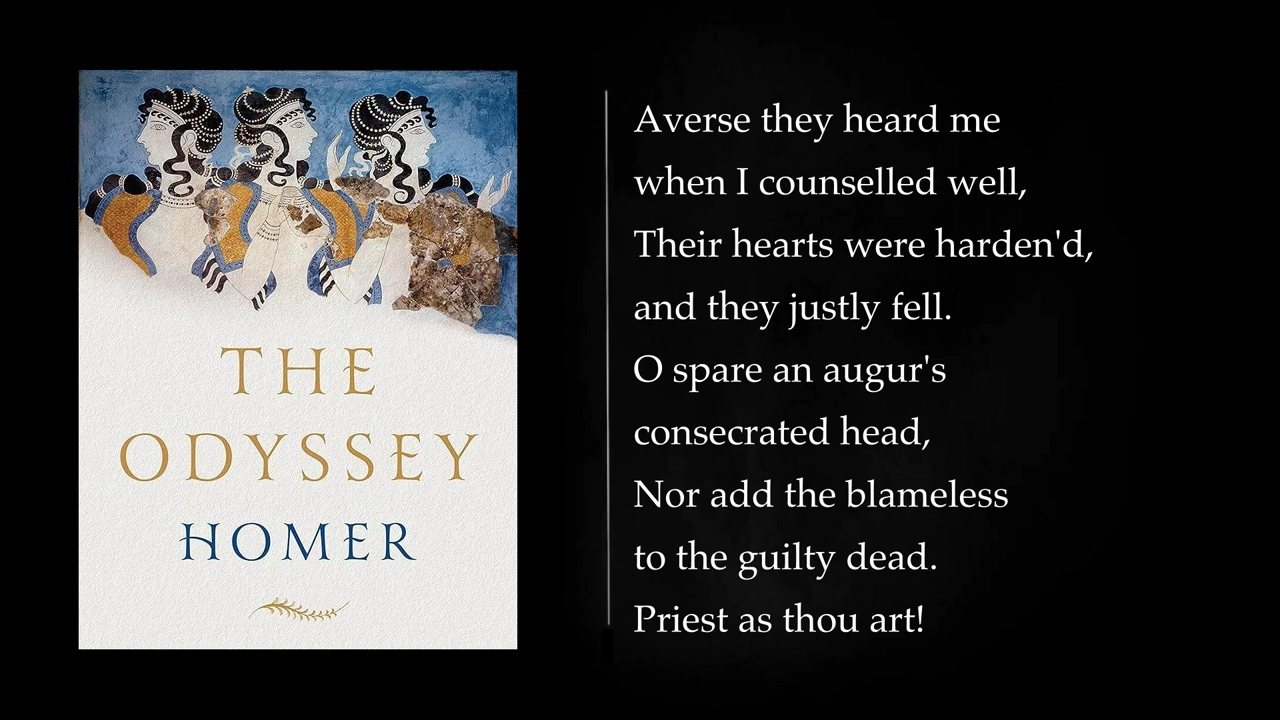 THE
ODYSSEY
HOMER
Averse they heard me
when I counselled well,
Their hearts were harden'd,
and they justly fell.
O spare an augur's
consecrated head,
Nor add the blameless
to the guilty dead.
Priest as thou art!